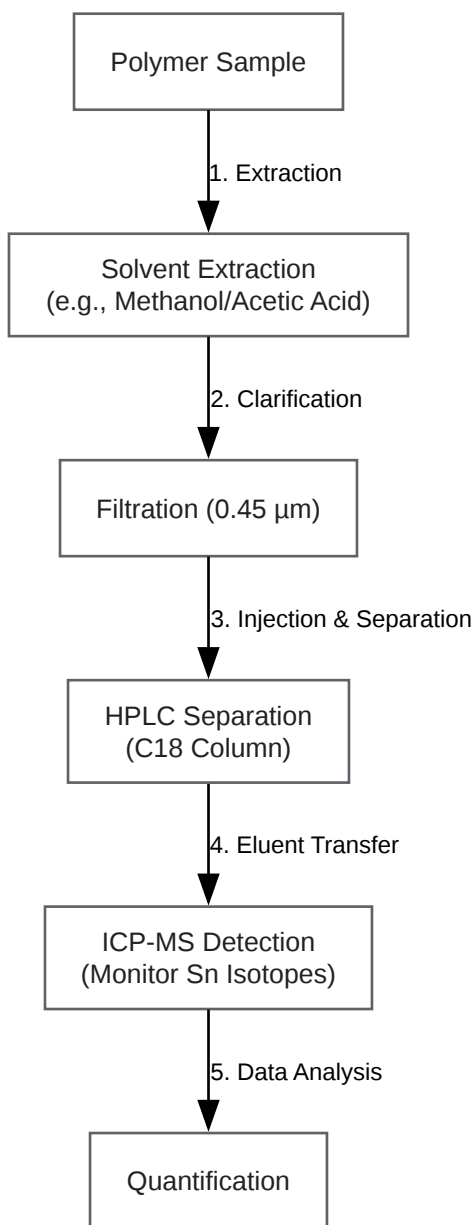 Polymer Sample
1. Extraction
Solvent Extraction
(e.g., Methanol/Acetic Acid)
2. Clarification
Filtration (0.45 µm)
3. Injection & Separation
HPLC Separation
(C18 Column)
4. Eluent Transfer
ICP-MS Detection
(Monitor Sn Isotopes)
5. Data Analysis
Quantification